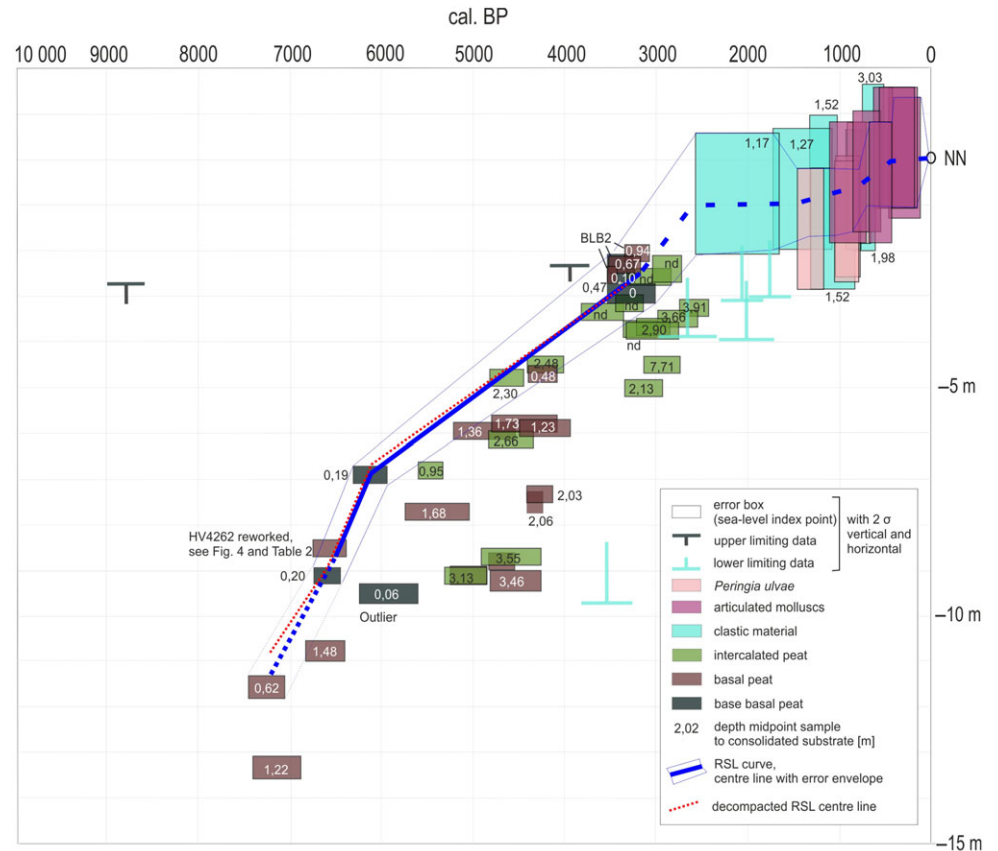 cal. BP
10 000 9000 8000 7000 6000 5000 4000 3000 2000 1000 0
3,03
1,52
1,17 1,27
NN
BLB2
0,94
0,67
nd
0,10
nd
0,47
0
1,98
1,52
nd
nd
3,91
3,66
2,90
nd
2,48
0,48
7,71
–5 m
2,30
2,13
1,73
1,36
1,23
2,66
0,19
0,95
2,03
1,68
2,06
HV4262 reworked,
see Fig. 4 and Table 2
3,55
0,20
3,13
3,46
0,06
Outlier
–10 m
1,48
0,62
1,22
–15 m
error box
(sea-level index point)
with 2 σ
vertical and
horizontal
upper limiting data
lower limiting data
Peringia ulvae
articulated molluscs
clastic material
intercalated peat
basal peat
base basal peat
2,02 depth midpoint sample
to consolidated substrate [m]
RSL curve,
centre line with error envelope
decompacted RSL centre line